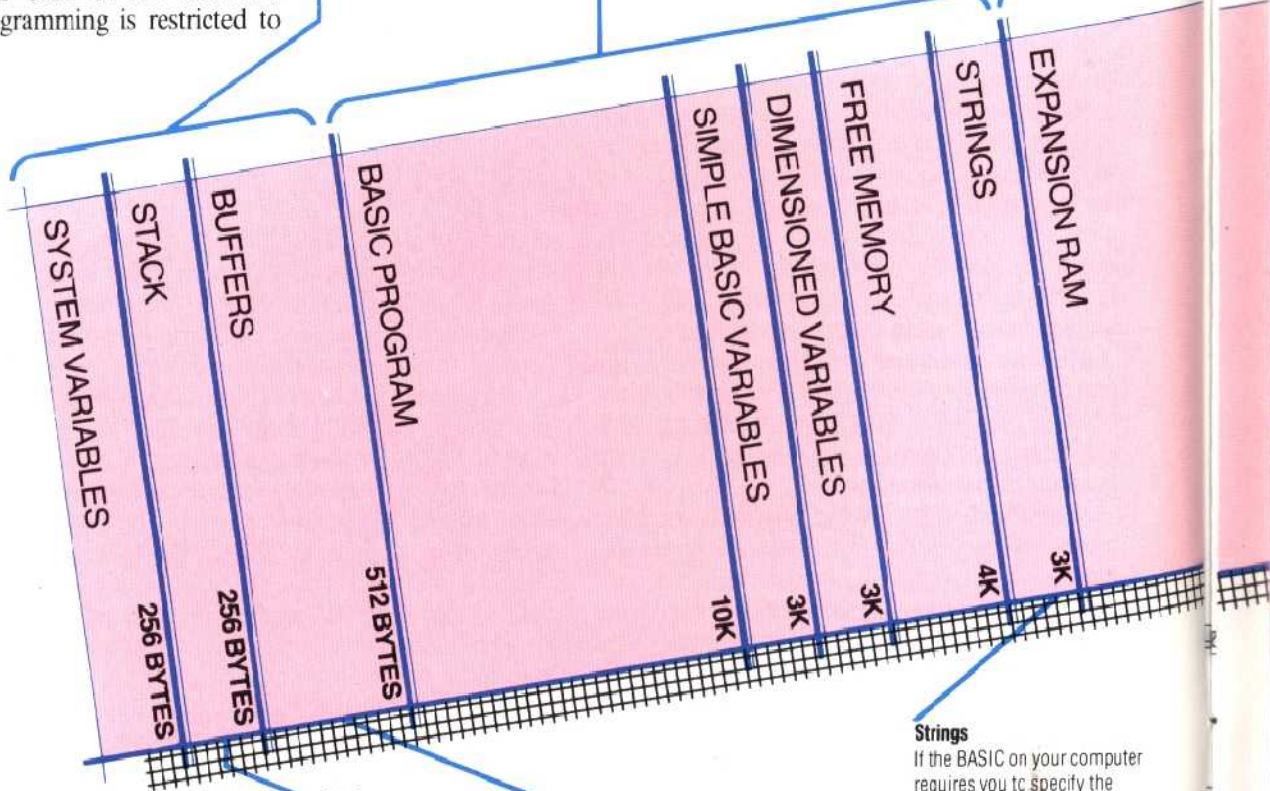 gramming is restricted to
SYSTEM VARIABLES
256 BYTES
STACK
256 BYTES
BUFFERS
512 BYTES
BASIC PROGRAM
10K
SIMPLE BASIC VARIABLES
3K
DIMENSIONED VARIABLES
3K
FREE MEMORY
4K
STRINGS
3K
EXPANSION RAM
Strings
If the BASIC on your computer
requires you to specify the